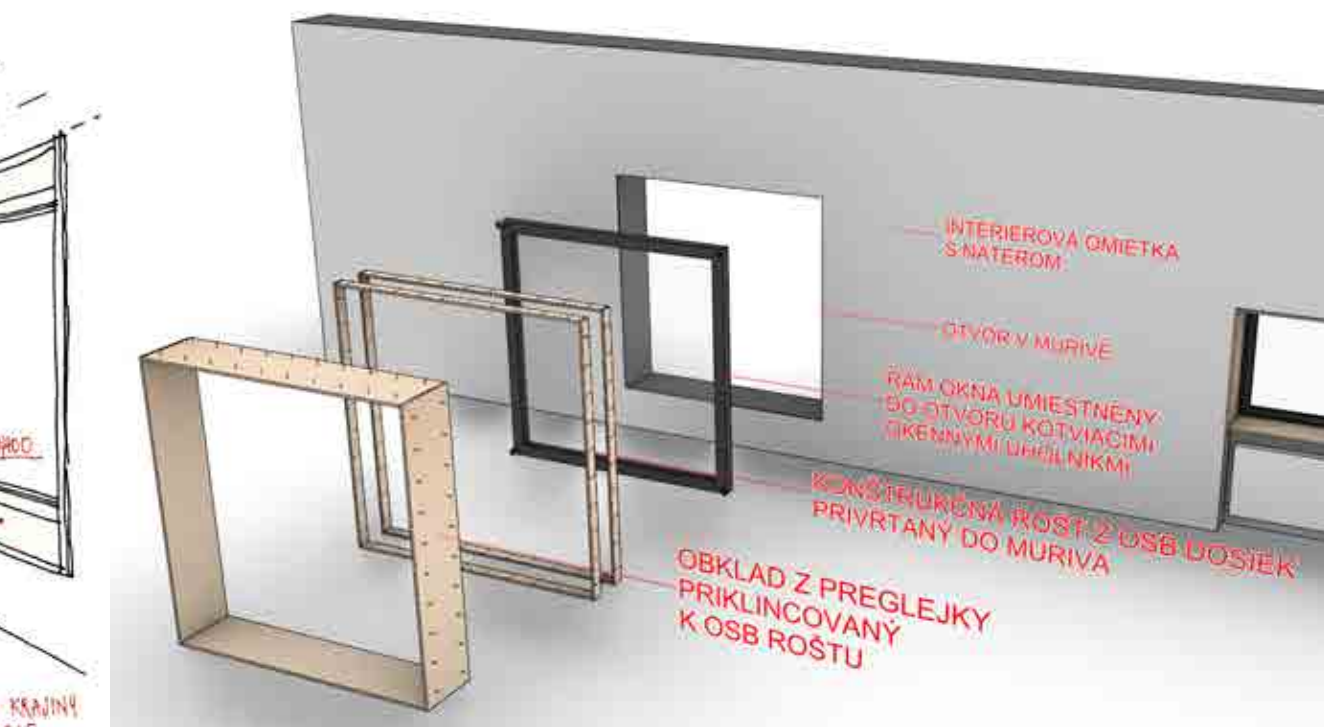 INTERIEROVÁ OMIETKA
S NÁTEROM
OTVOR V MURIVE
RÁM OKNA UMIESTNENÝ
DO OTVORU KOTVIACIMI
OKENNÝMI UHOLNÍKMI
KONŠTRUKČNÁ ROŠT Z OSB DOSIEK
PRIVŔTANÝ DO MURIVA
OBKLAD Z PREGLEJKY
PRIKLINCOVANÝ
K OSB ROŠTU
KRAJINY